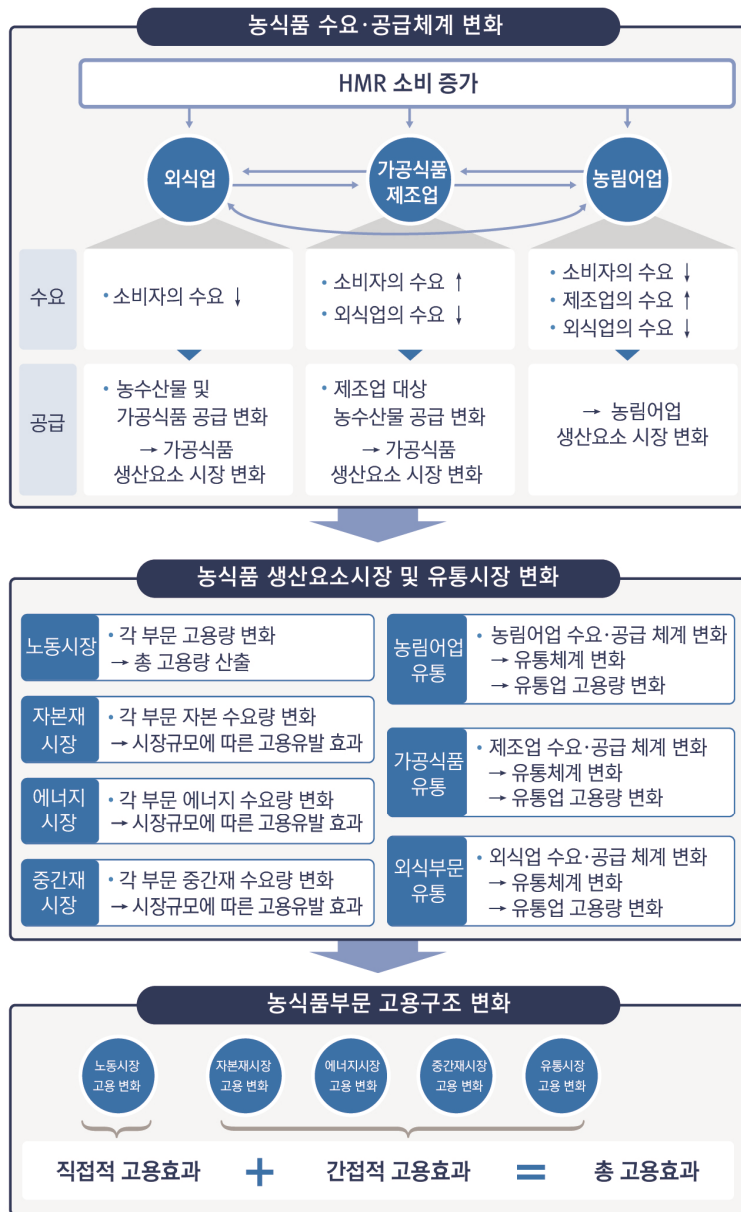 농식품 수요·공급체계 변화
HMR 소비 증가
외식업
가공식품
제조업
농림어업
수요
• 소비자의 수요 ↓
• 소비자의 수요 ↑
• 외식업의 수요 ↓
• 소비자의 수요 ↓
• 제조업의 수요 ↑
• 외식업의 수요 ↓
공급
• 농수산물 및
가공식품 공급 변화
→ 가공식품
생산요소 시장 변화
• 제조업 대상
농수산물 공급 변화
→ 가공식품
생산요소 시장 변화
→ 농림어업
생산요소 시장 변화
농식품 생산요소시장 및 유통시장 변화
노동시장
• 각 부문 고용량 변화
→ 총 고용량 산출
자본재
시장
• 각 부문 자본 수요량 변화
→ 시장규모에 따른 고용유발 효과
에너지
시장
• 각 부문 에너지 수요량 변화
→ 시장규모에 따른 고용유발 효과
중간재
시장
• 각 부문 중간재 수요량 변화
→ 시장규모에 따른 고용유발 효과
농림어업
유통
• 농림어업 수요·공급 체계 변화
→ 유통체계 변화
→ 유통업 고용량 변화
가공식품
유통
• 제조업 수요·공급 체계 변화
→ 유통체계 변화
→ 유통업 고용량 변화
외식부문
유통
• 외식업 수요·공급 체계 변화
→ 유통체계 변화
→ 유통업 고용량 변화
농식품부문 고용구조 변화
노동시장
고용 변화
자본재시장
고용 변화
에너지시장
고용 변화
중간재시장
고용 변화
유통시장
고용 변화
직접적 고용효과 + 간접적 고용효과 = 총 고용효과